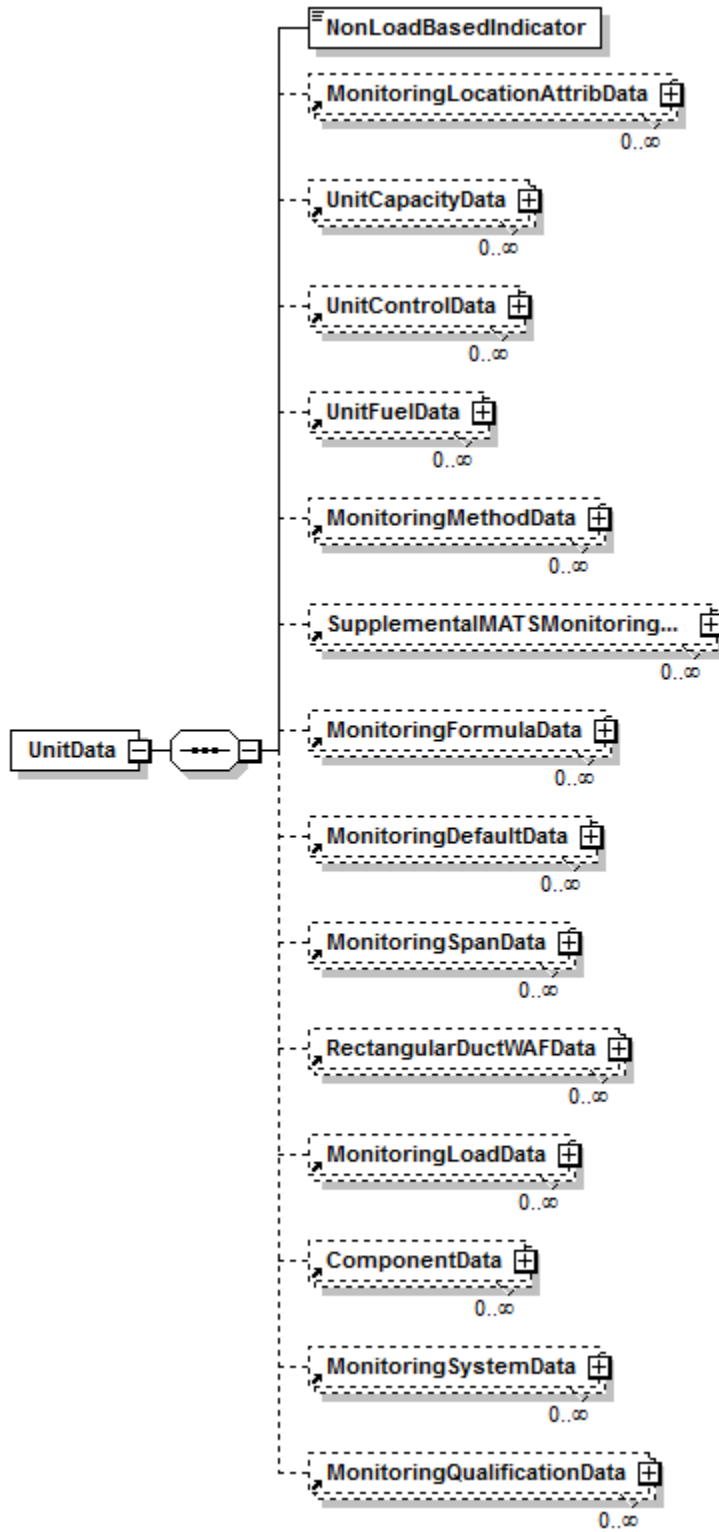 NonLoadBasedIndicator
MonitoringLocationAttribData
0..∞
UnitCapacityData
0..∞
UnitControlData
0..∞
UnitFuelData
0..∞
MonitoringMethodData
0..∞
SupplementalMATSMonitoring...
0..∞
UnitData
MonitoringFormulaData
0..∞
MonitoringDefaultData
0..∞
MonitoringSpanData
0..∞
RectangularDuctWAFData
0..∞
MonitoringLoadData
0..∞
ComponentData
0..∞
MonitoringSystemData
0..∞
MonitoringQualificationData
0..∞